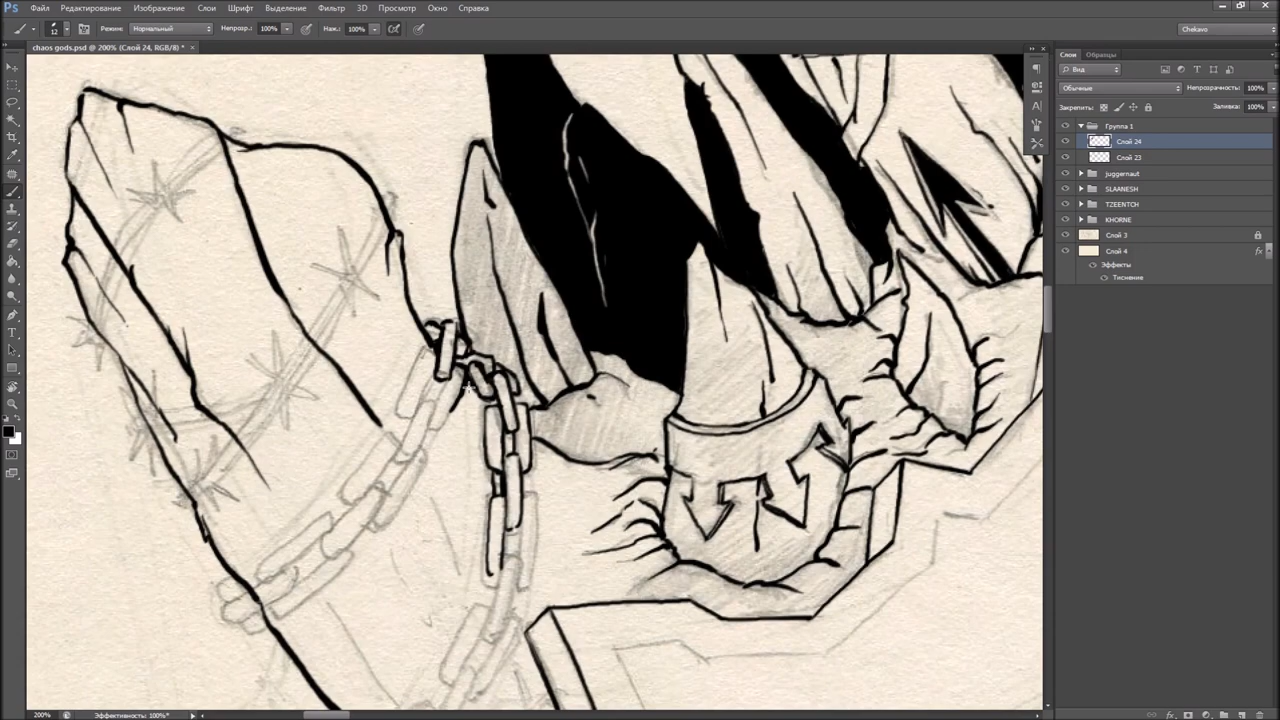 Ps Файл Редактирование Изображение Слои Шрифт Выделение Фильтр 3D Просмотр Окно Справка
12 Режим: Нормальный Непрозр.: 100% Наж.: 100% Chekavo
chaos gods.psd @ 200% (Слой 24, RGB/8) * ×
Слои Образцы
Вид
Обычные Непрозрачность: 100%
Закрепить: Заливка: 100%
Группа 1
Слой 24
Слой 23
juggernaut
SLAANESH
TZEENTCH
KHORNE
Слой 3
Слой 4 fx
Эффекты
Тиснение
200% Эффективность: 100%*